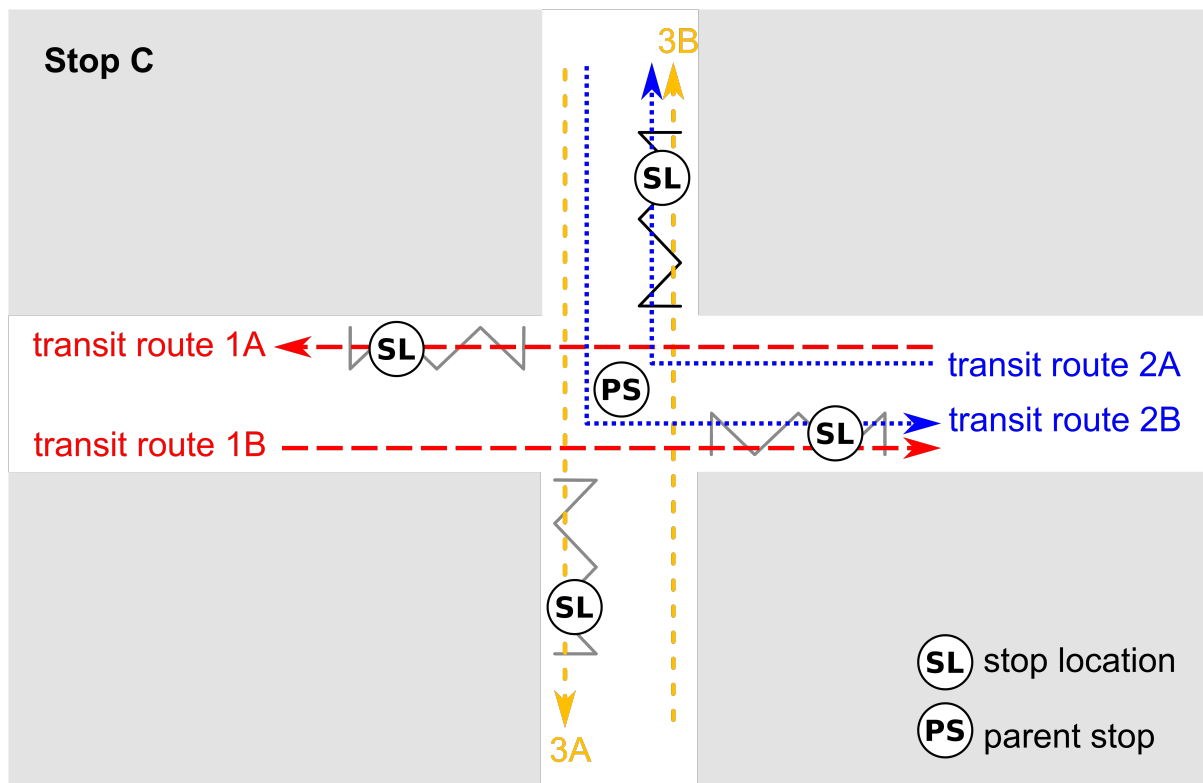 3B
Stop C
SL
transit route 1A
SL
transit route 2A
PS
transit route 2B
transit route 1B
SL
SL
SL stop location
PS parent stop
3A